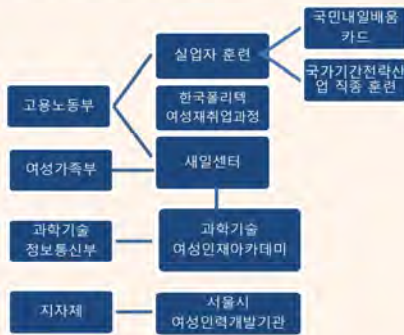 국민내일배움
카드
실업자 훈련
국가기간전략산
업 직종 훈련
고용노동부
한국폴리텍
여성재취업과정
여성가족부
새일센터
과학기술
정보통신부
과학기술
여성인재아카데미
지자체
서울시
여성인력개발기관